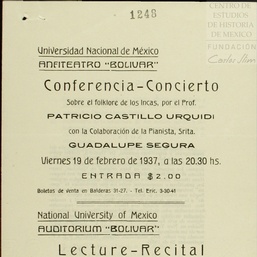 1248
CENTRO DE
ESTUDIOS
DE HISTORIA
DE MEXICO
FUNDACIÓN
Carlos Slim
Universidad Nacional de México
ANFITEATRO "BOLIVAR"
Conferencia-Concierto
Sobre el folklore de los Incas, por el Prof.
PATRICIO CASTILLO URQUIDI
con la Colaboración de la Pianista, Srita.
GUADALUPE SEGURA
Viernes 19 de febrero de 1937, a las 20.30 hs.
ENTRADA $2.00
Boletos de venta en Balderas 31-27. - Tel. Eric. 3-30-41
National University of Mexico
AUDITORIUM "BOLIVAR"
Lecture-Recital